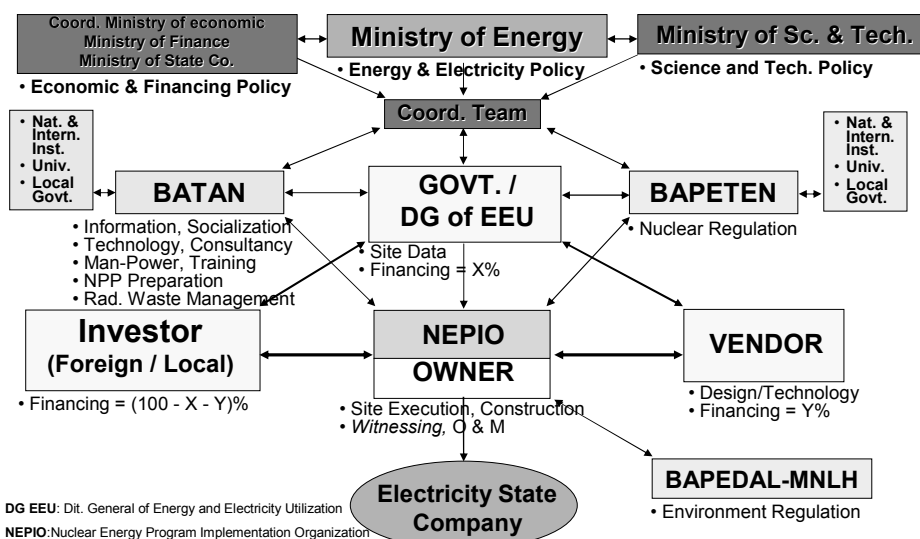 Coord. Ministry of economic
Ministry of Finance
Ministry of State Co.
Ministry of Energy
Ministry of Sc. & Tech.
• Economic & Financing Policy
• Energy & Electricity Policy
• Science and Tech. Policy
Coord. Team
• Nat. &
Intern.
Inst.
• Univ.
• Local
Govt.
BATAN
GOVT. /
DG of EEU
BAPETEN
• Nat. &
Intern.
Inst.
• Univ.
• Local
Govt.
• Information, Socialization
• Technology, Consultancy
• Man-Power, Training
• NPP Preparation
• Rad. Waste Management
• Site Data
• Financing = X%
• Nuclear Regulation
Investor
(Foreign / Local)
NEPIO
OWNER
VENDOR
• Financing = (100 - X - Y)%
• Site Execution, Construction
• Witnessing, O & M
• Design/Technology
• Financing = Y%
Electricity State
Company
BAPEDAL-MNLH
• Environment Regulation
DG EEU: Dit. General of Energy and Electricity Utilization
NEPIO:Nuclear Energy Program Implementation Organization